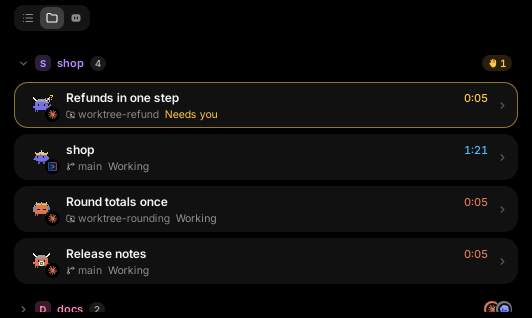 S shop 4 1
Refunds in one step 0:05
worktree-refund Needs you
shop 1:21
main Working
Round totals once 0:05
worktree-rounding Working
Release notes 0:05
main Working
D docs 2